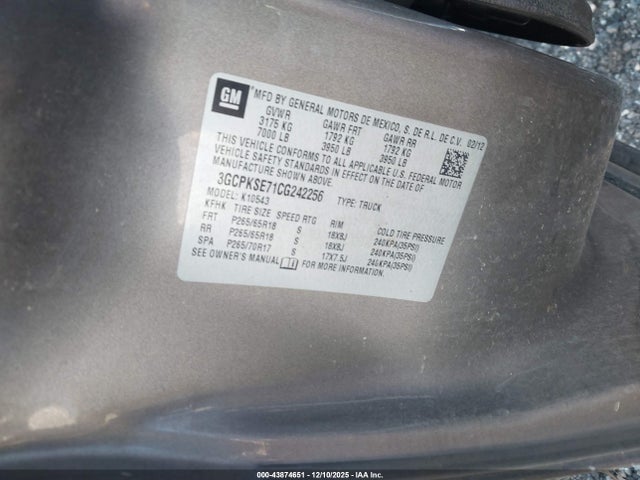 GM
MFD BY GENERAL MOTORS DE MEXICO, S. DE R.L. DE C.V. 02/12
GVWR GAWR FRT GAWR RR
3175 KG 1792 KG 1792 KG
7000 LB 3950 LB 3950 LB
THIS VEHICLE CONFORMS TO ALL APPLICABLE U.S. FEDERAL MOTOR
VEHICLE SAFETY STANDARDS IN EFFECT ON THE DATE OF
MANUFACTURE SHOWN ABOVE.
3GCPKSE71CG242256 TYPE: TRUCK
MODEL: K10543
KFHK TIRE SIZE SPEED RTG RIM COLD TIRE PRESSURE
FRT P265/65R18 S 18X8J 240KPA(35PSI)
RR P265/65R18 S 18X8J 240KPA(35PSI)
SPA P265/70R17 S 17X7.5J 240KPA(35PSI)
SEE OWNER'S MANUAL FOR MORE INFORMATION.
000-43874651 - 12/10/2025 - IAA Inc.